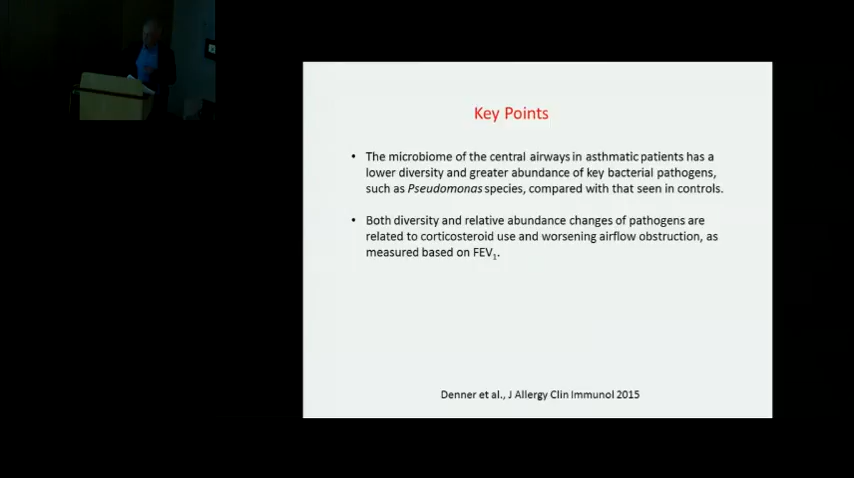 Key Points
• The microbiome of the central airways in asthmatic patients has a
lower diversity and greater abundance of key bacterial pathogens,
such as Pseudomonas species, compared with that seen in controls.
• Both diversity and relative abundance changes of pathogens are
related to corticosteroid use and worsening airflow obstruction, as
measured based on FEV₁.
Denner et al., J Allergy Clin Immunol 2015